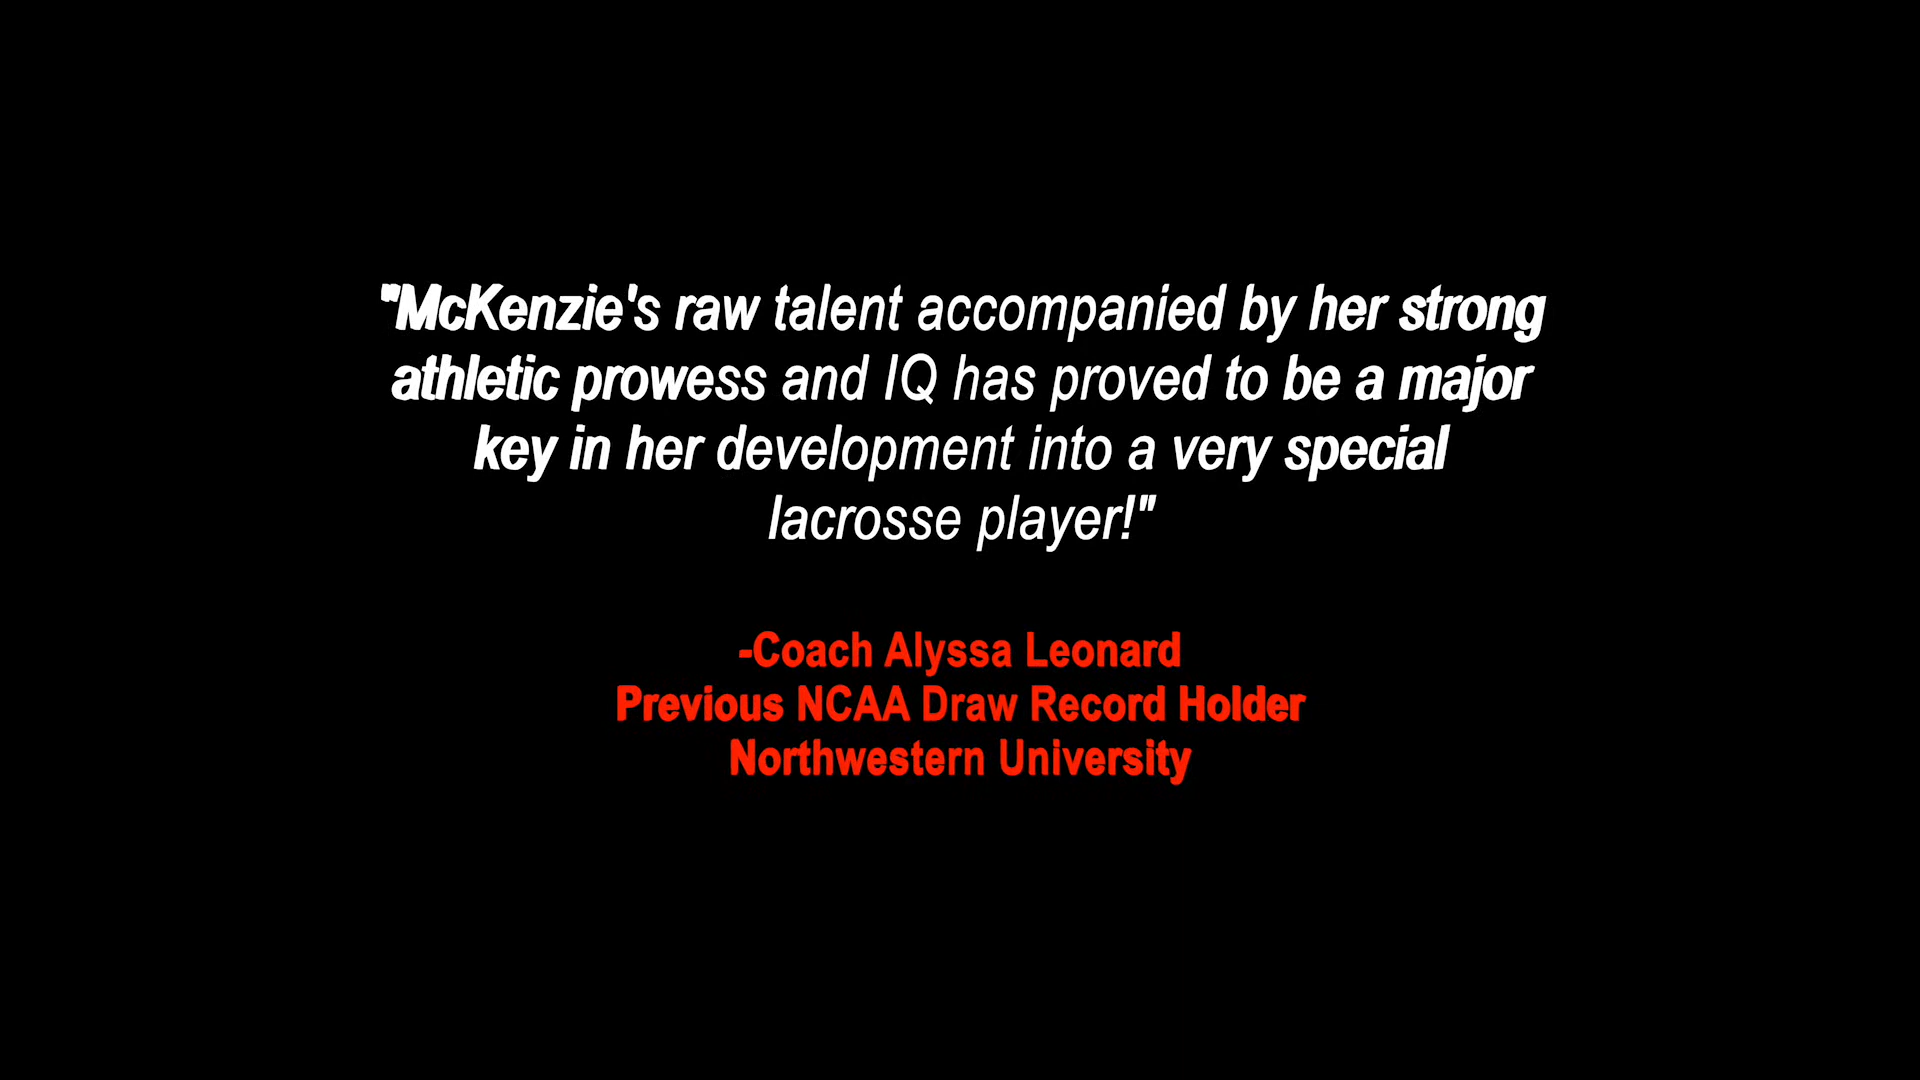 "McKenzie's raw talent accompanied by her strong
athletic prowess and IQ has proved to be a major
key in her development into a very special
lacrosse player!"
-Coach Alyssa Leonard
Previous NCAA Draw Record Holder
Northwestern University